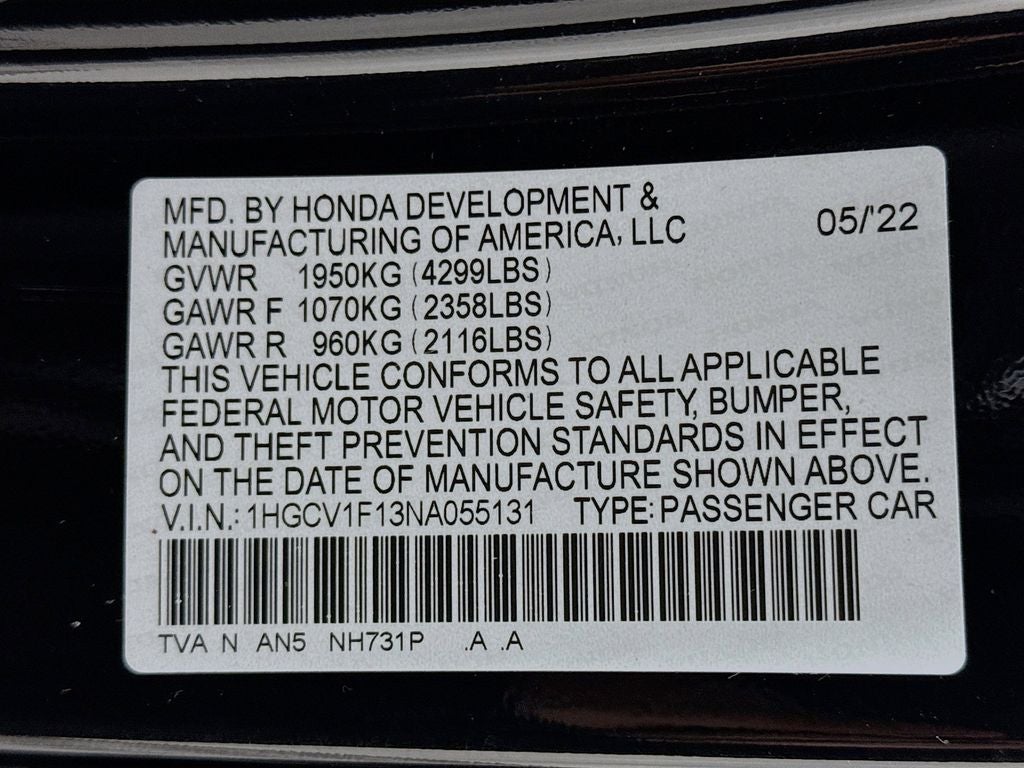 MFD. BY HONDA DEVELOPMENT &
MANUFACTURING OF AMERICA, LLC 05/'22
GVWR 1950KG (4299LBS)
GAWR F 1070KG (2358LBS)
GAWR R 960KG (2116LBS)
THIS VEHICLE CONFORMS TO ALL APPLICABLE
FEDERAL MOTOR VEHICLE SAFETY, BUMPER,
AND THEFT PREVENTION STANDARDS IN EFFECT
ON THE DATE OF MANUFACTURE SHOWN ABOVE.
V.I.N.: 1HGCV1F13NA055131 TYPE: PASSENGER CAR
TVA N AN5 NH731P .A .A